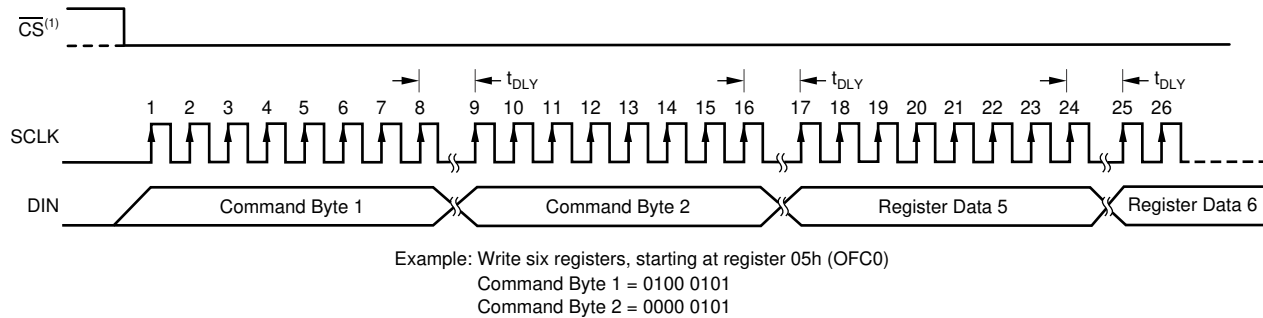 CS(1)
tDLY tDLY tDLY
1 2 3 4 5 6 7 8 9 10 11 12 13 14 15 16 17 18 19 20 21 22 23 24 25 26
SCLK
DIN Command Byte 1 Command Byte 2 Register Data 5 Register Data 6
Example: Write six registers, starting at register 05h (OFC0)
Command Byte 1 = 0100 0101
Command Byte 2 = 0000 0101